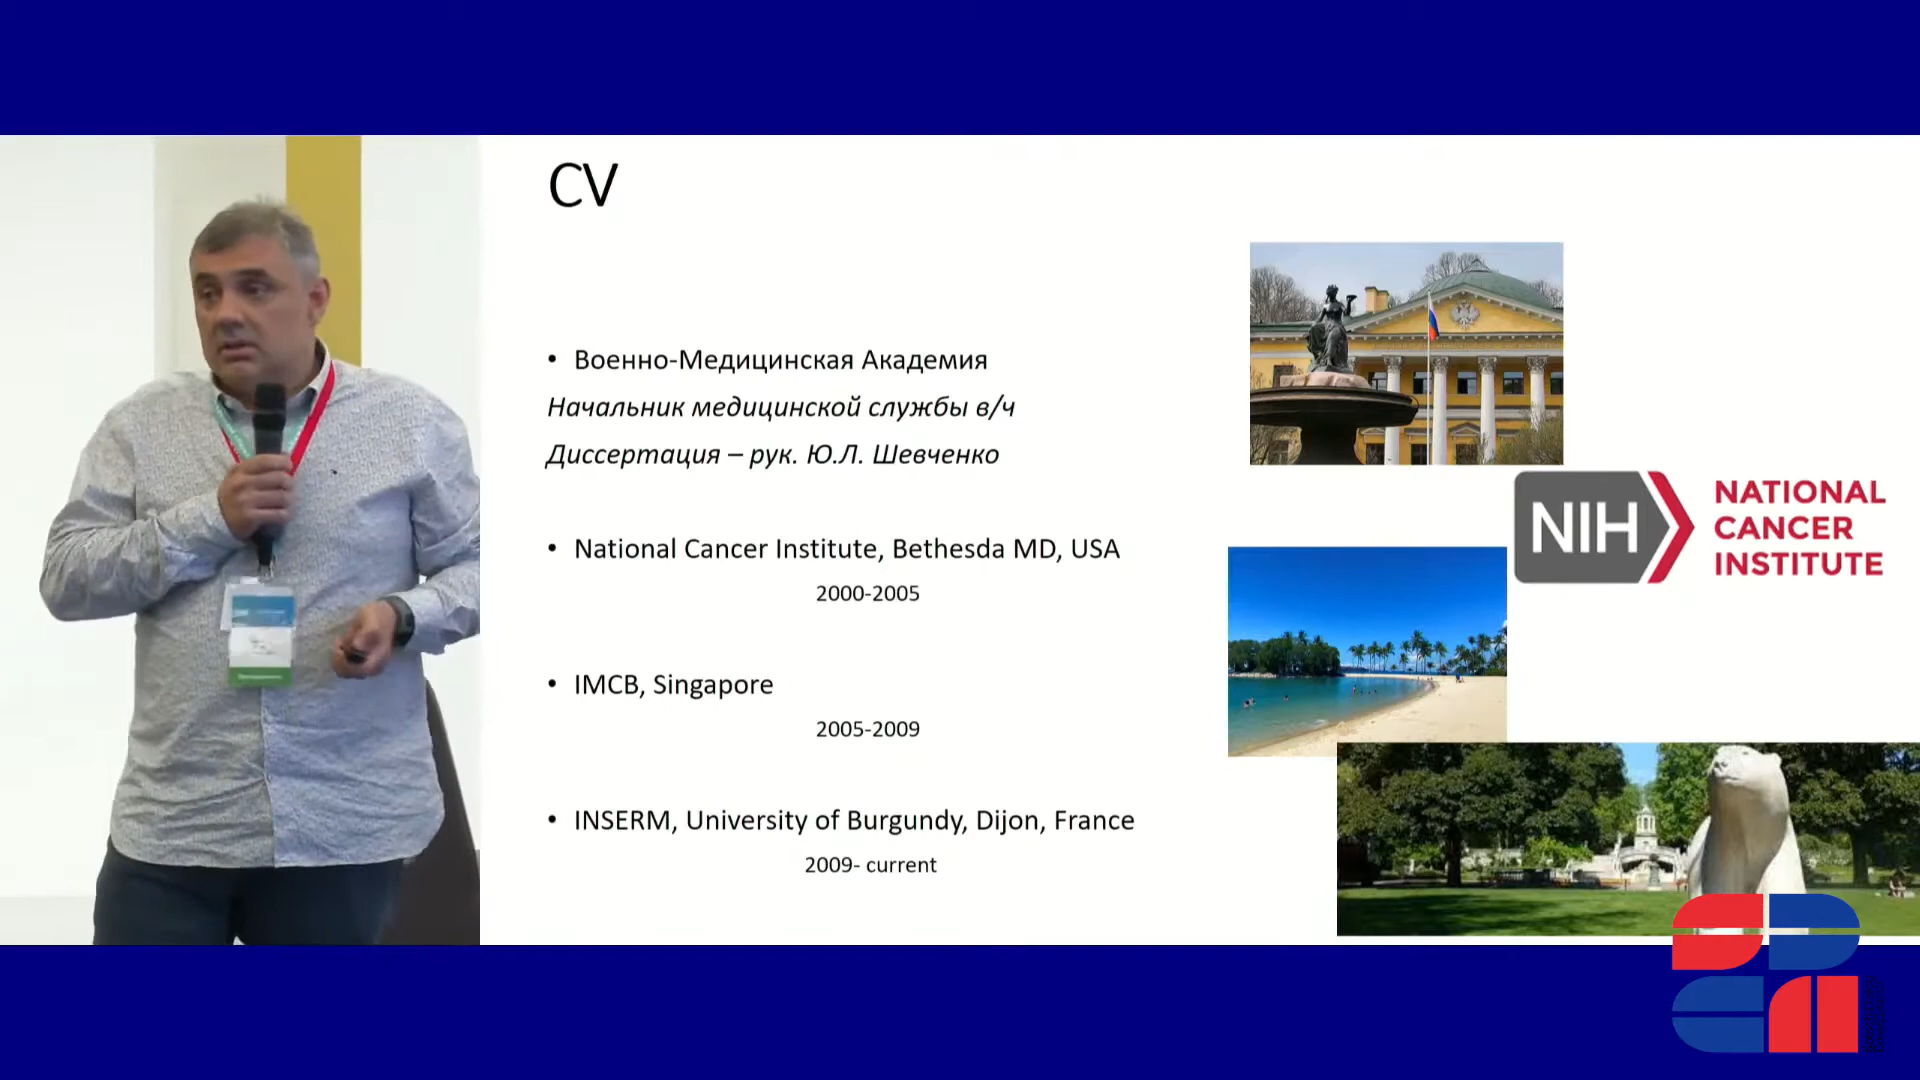 CV
• Военно-Медицинская Академия
Начальник медицинской службы в/ч
Диссертация – рук. Ю.Л. Шевченко
• National Cancer Institute, Bethesda MD, USA
2000-2005
• IMCB, Singapore
2005-2009
• INSERM, University of Burgundy, Dijon, France
2009- current
NIH
NATIONAL
CANCER
INSTITUTE